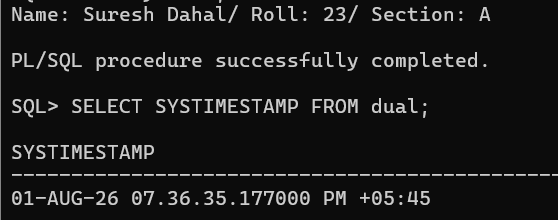 Name: Suresh Dahal/ Roll: 23/ Section: A
PL/SQL procedure successfully completed.
SQL> SELECT SYSTIMESTAMP FROM dual;
SYSTIMESTAMP
---------------------------------------------------------------------------
01-AUG-26 07.36.35.177000 PM +05:45